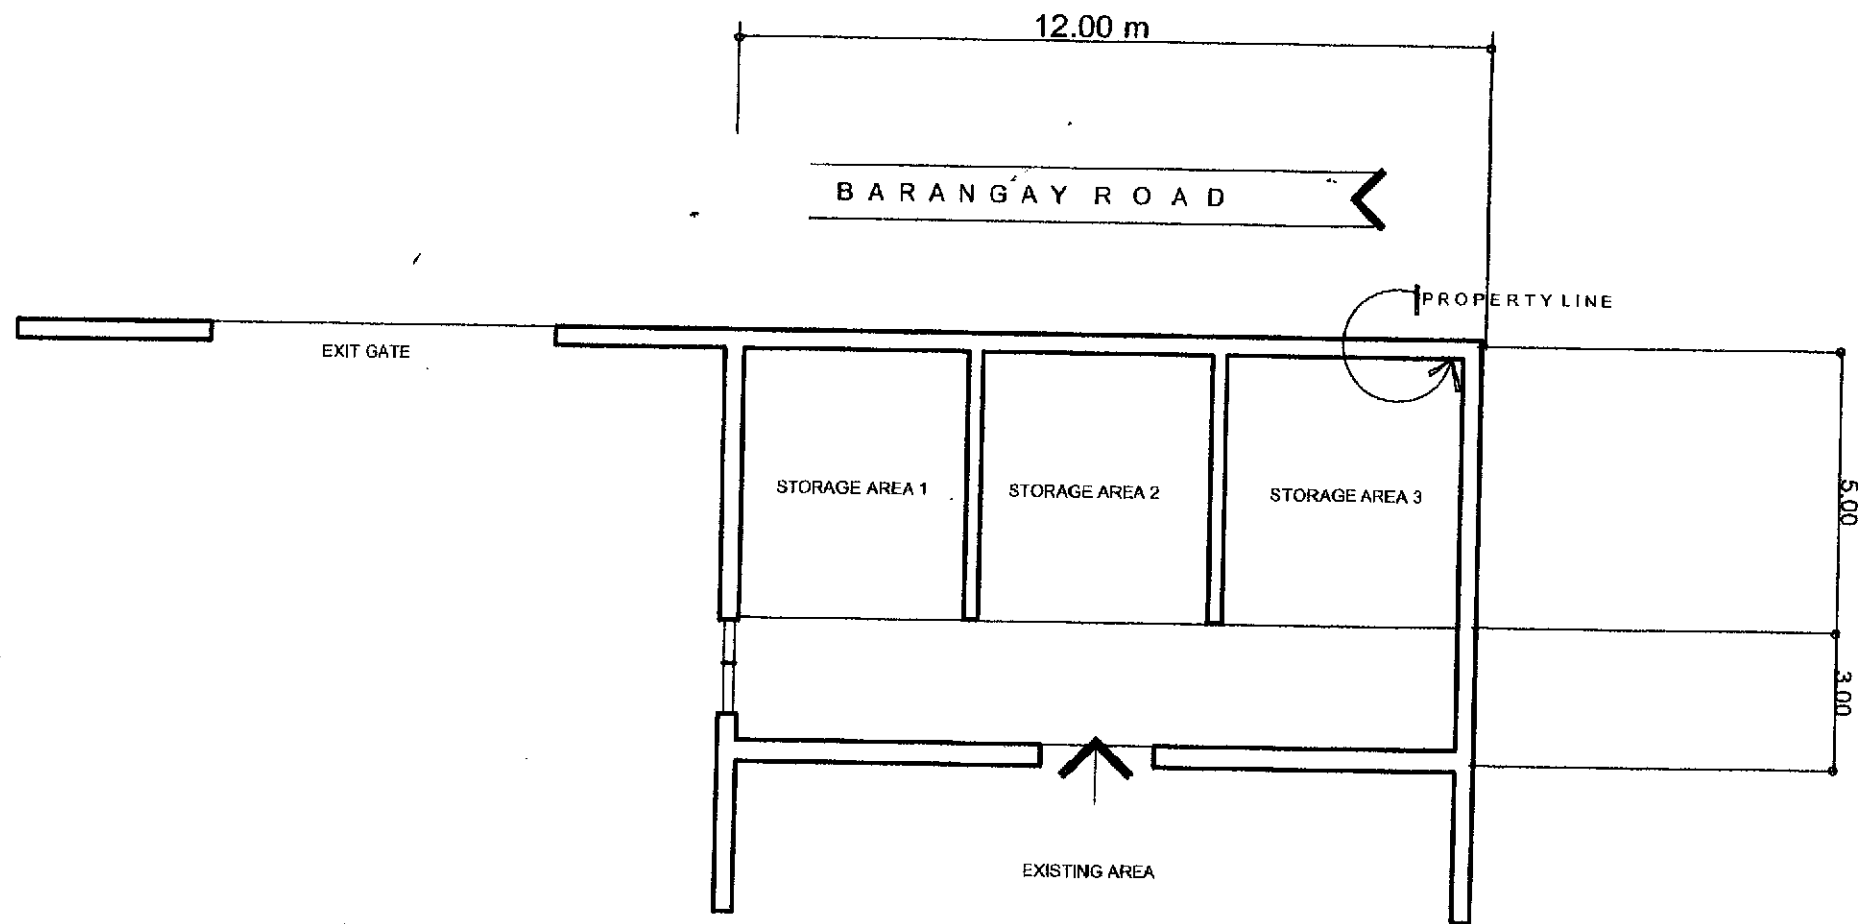 12.00 m
BARANGAY ROAD
PROPERTY LINE
EXIT GATE
STORAGE AREA 1
STORAGE AREA 2
STORAGE AREA 3
5.00
3.00
EXISTING AREA